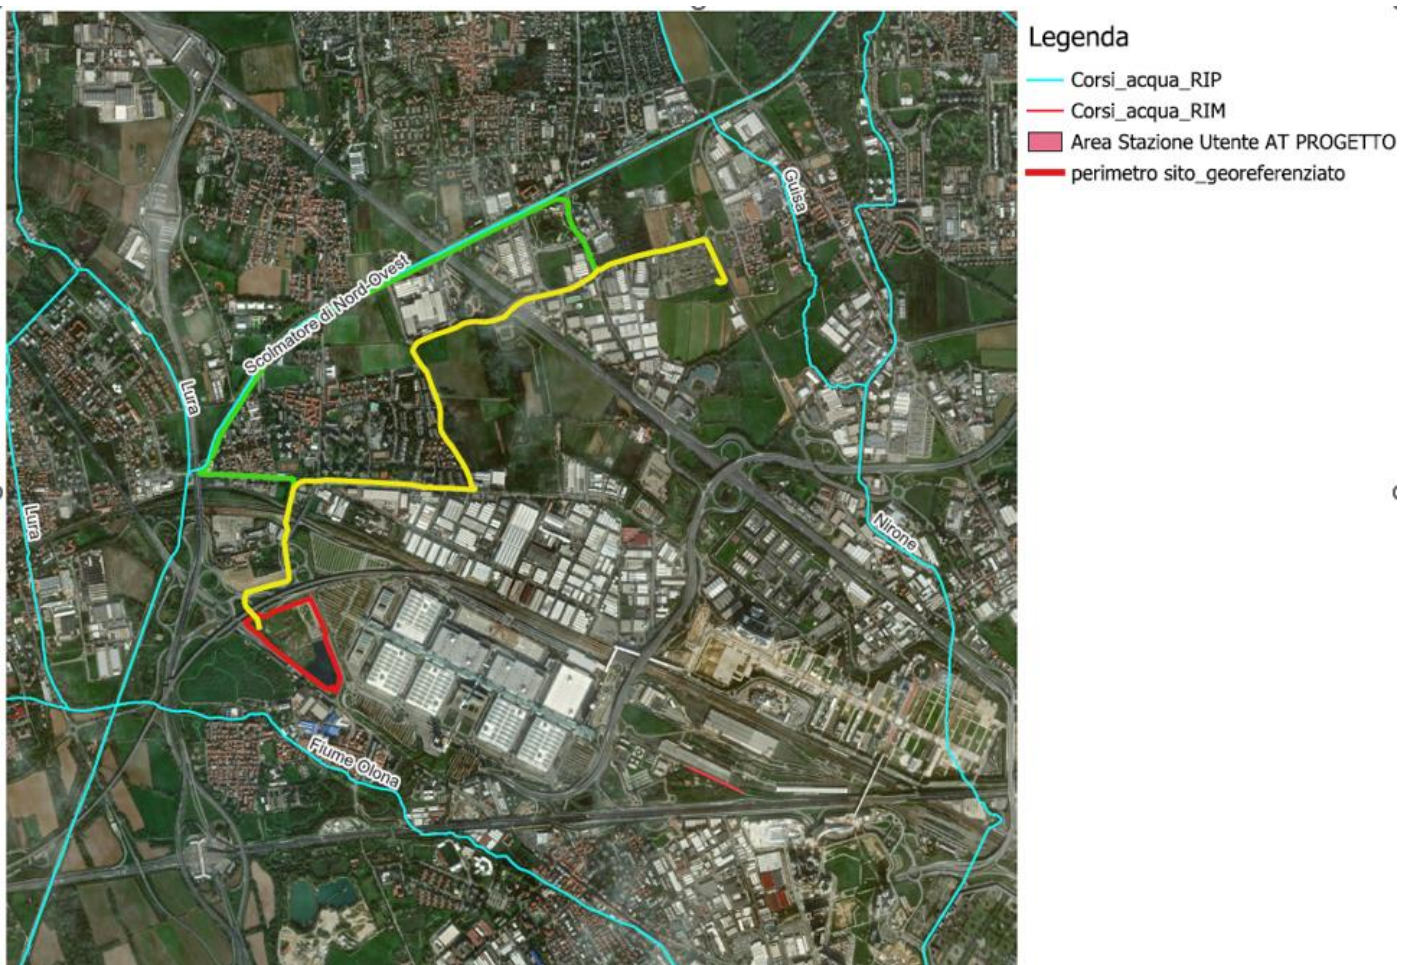 Legenda
Corsi_acqua_RIP
Corsi_acqua_RIM
Area Stazione Utente AT PROGETTO
perimetro sito_georeferenziato
Guisa
Scolmatore di Nord-Ovest
Lura
Lura
Nirone
Fiume Olona